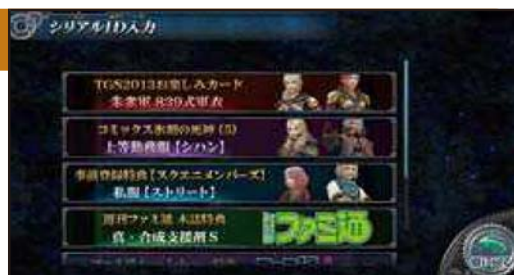 シリアルID入力
TGS2013お楽しみカード
朱雀軍 839式軍衣
コミックス氷剣の死神（5）
上等勤務服【シハン】
事前登録特典【スクエニメンバーズ】
私服【ストリート】
週刊ファミ通 本誌特典
真・合成支援剤S
ファミ通